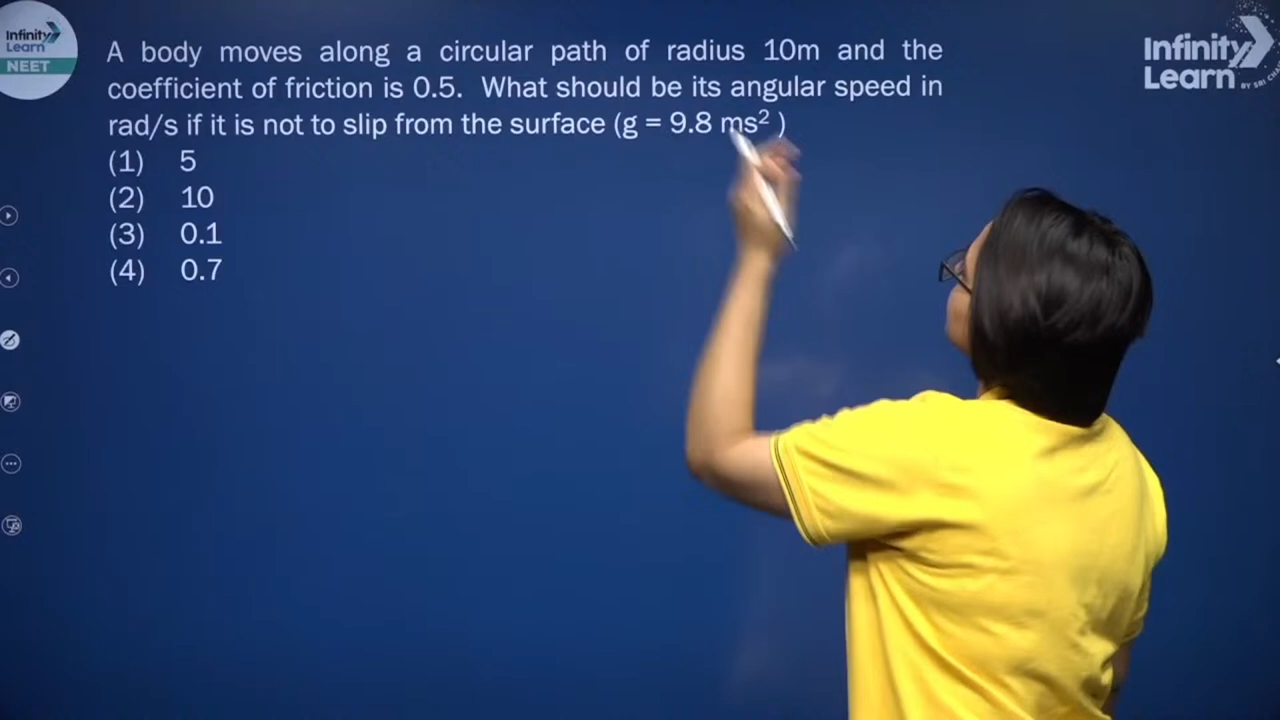 Infinity
Learn
NEET
Infinity
Learn
BY SRI
A body moves along a circular path of radius 10m and the
coefficient of friction is 0.5. What should be its angular speed in
rad/s if it is not to slip from the surface (g = 9.8 ms² )
(1) 5
(2) 10
(3) 0.1
(4) 0.7